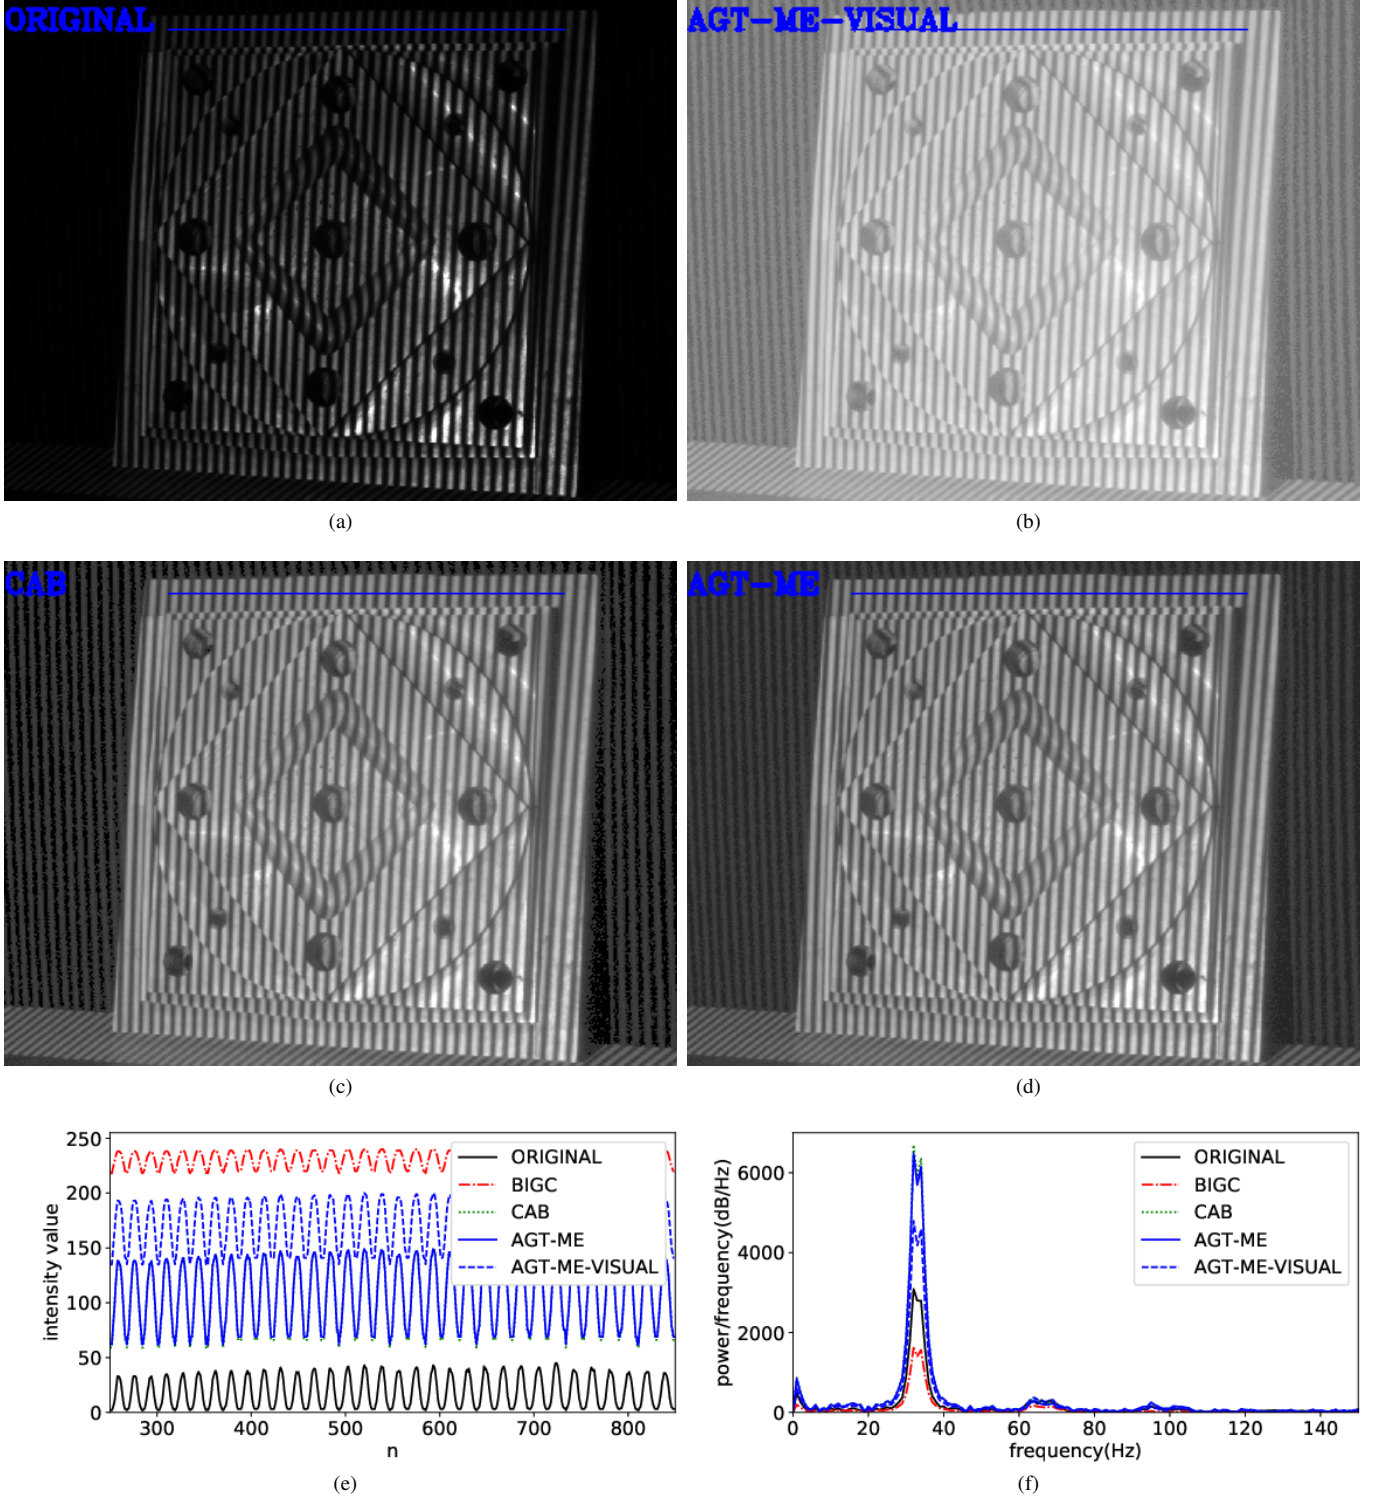 ORIGINAL
AGT-ME-VISUAL
(a)
(b)
CAB
AGT-ME
(c)
(d)
250
200
150
100
50
0
intensity value
ORIGINAL
BIGC
CAB
AGT-ME
AGT-ME-VISUAL
300 400 500 600 700 800
n
(e)
6000
4000
2000
0
power/frequency(dB/Hz)
ORIGINAL
BIGC
CAB
AGT-ME
AGT-ME-VISUAL
0 20 40 60 80 100 120 140
frequency(Hz)
(f)